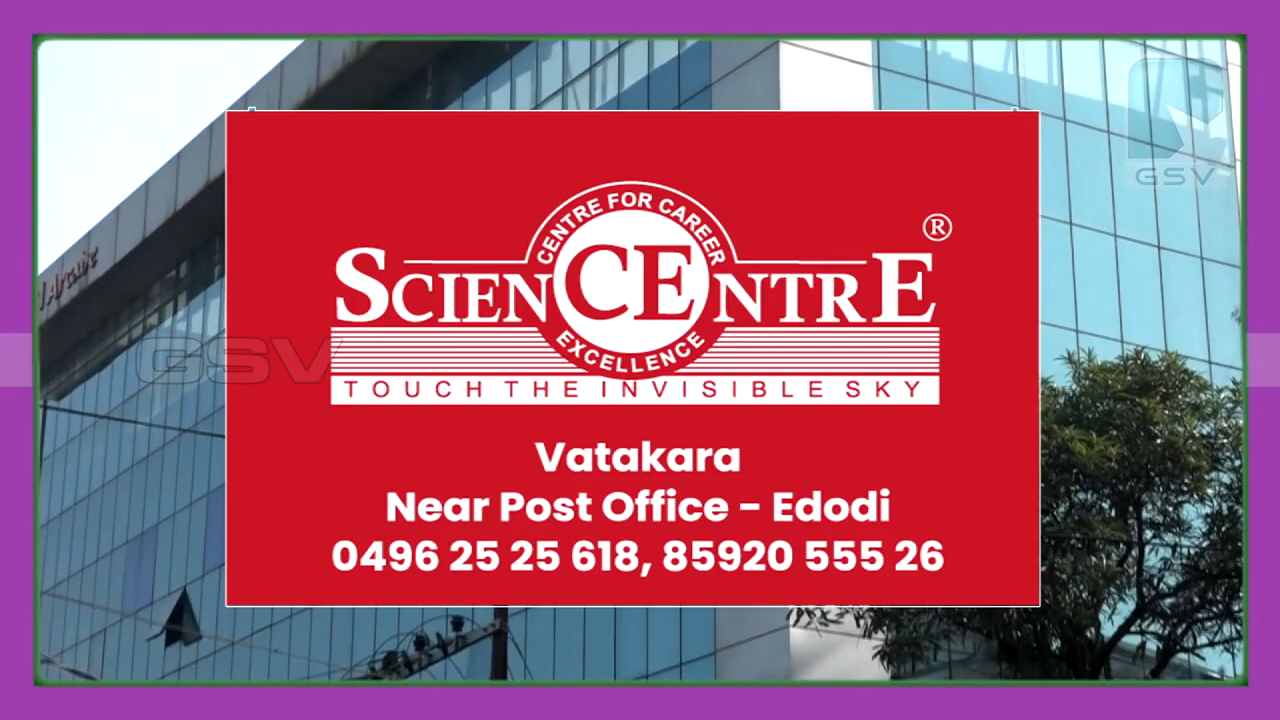 GSV
CENTRE FOR CAREER
SCIENCENTRE ®
EXCELLENCE
TOUCH THE INVISIBLE SKY
GSV
Vatakara
Near Post Office - Edodi
0496 25 25 618, 85920 555 26